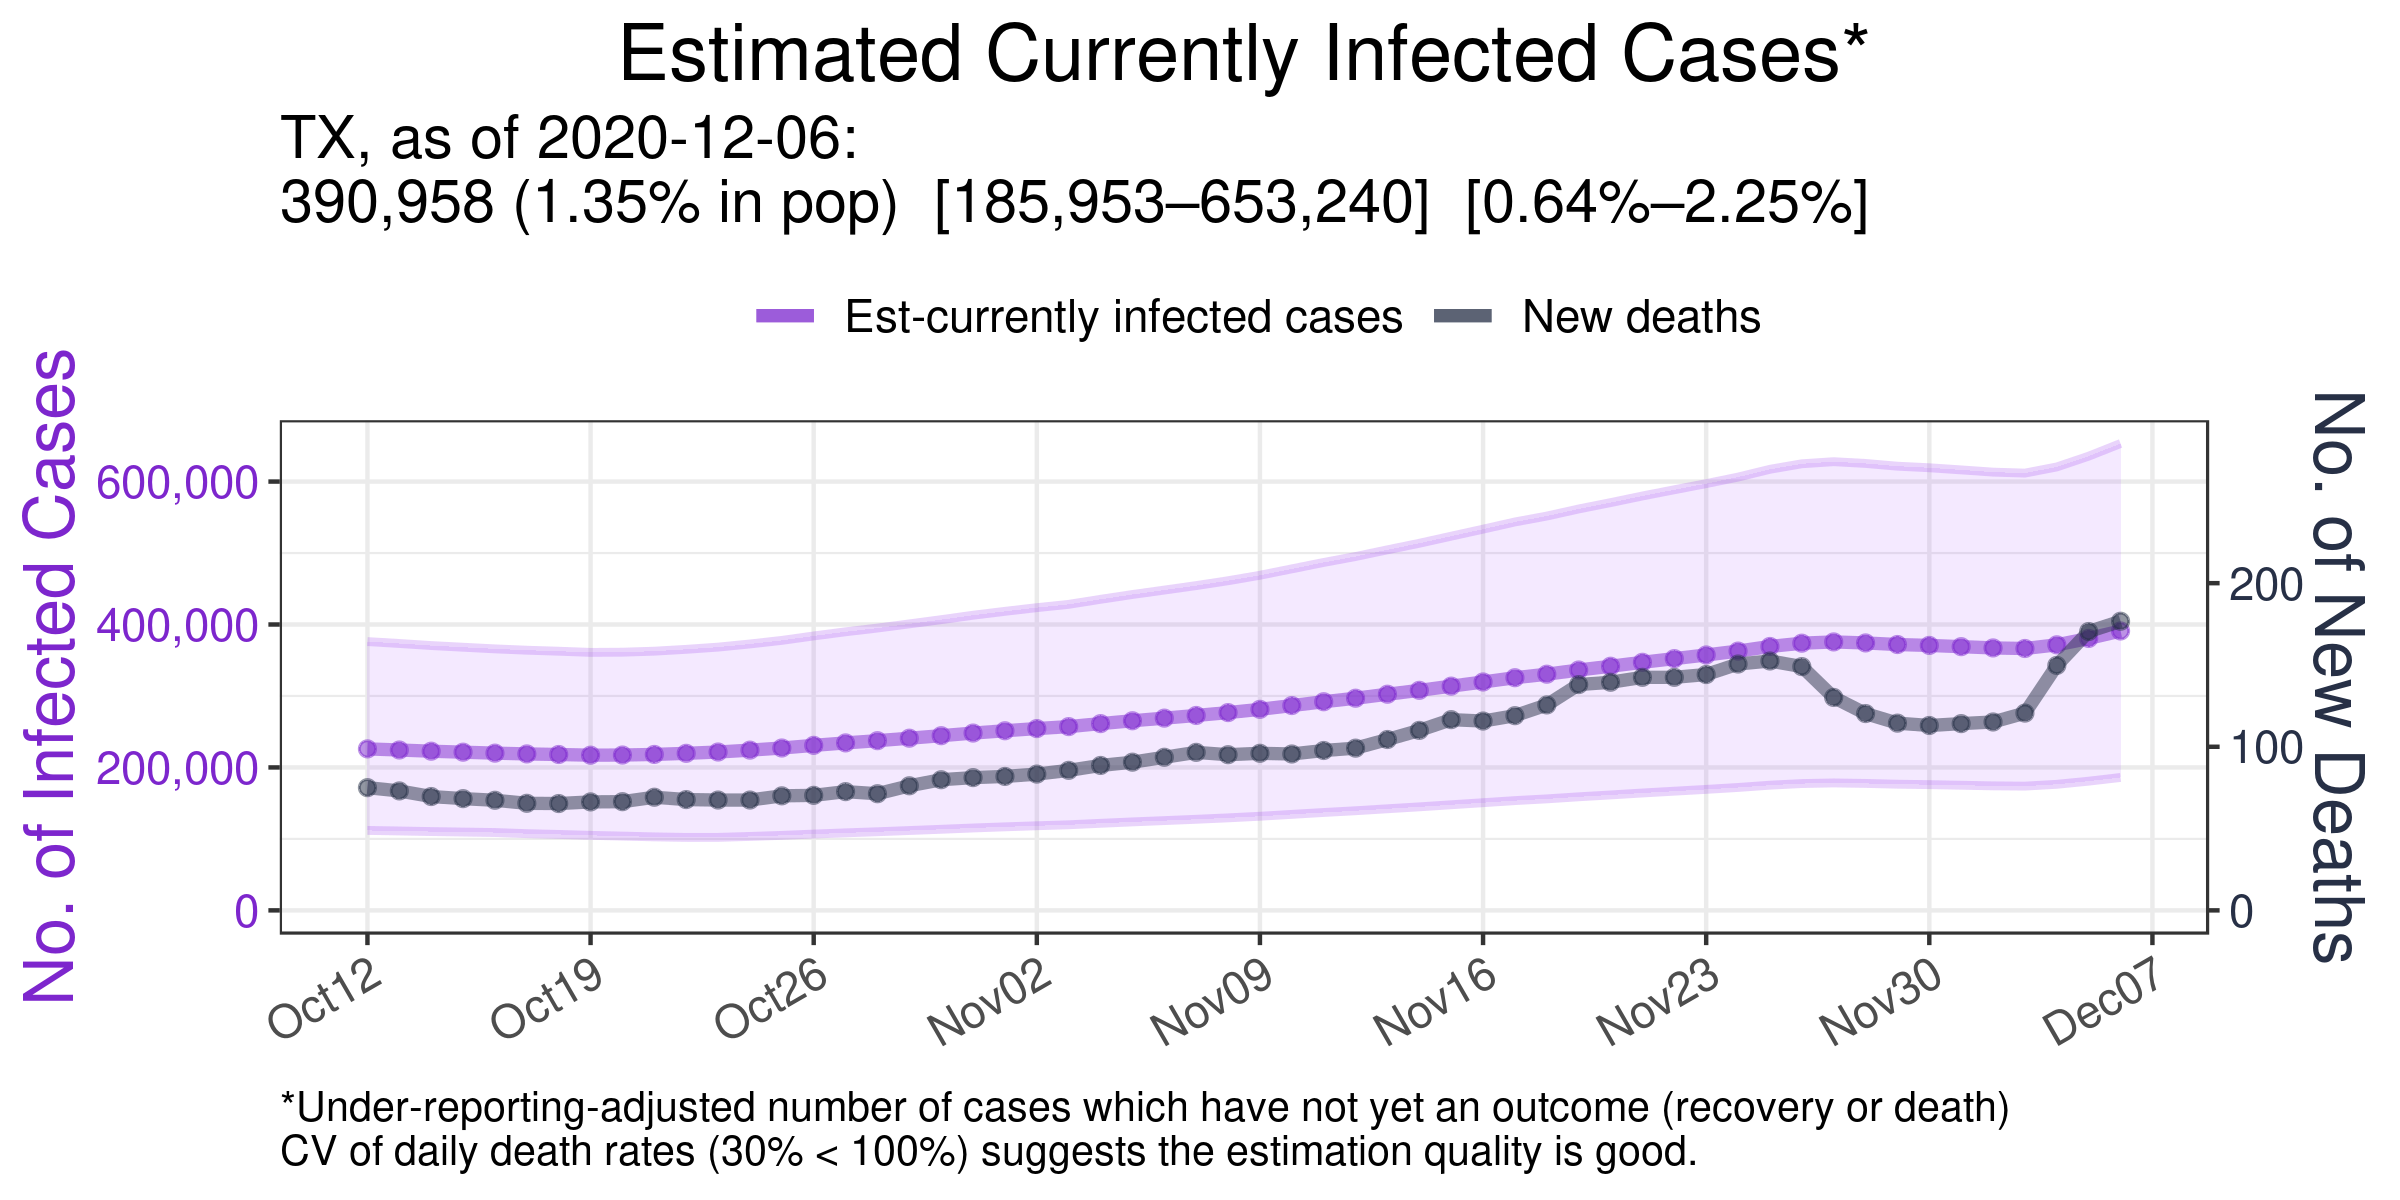 Estimated Currently Infected Cases*
TX, as of 2020-12-06:
390,958 (1.35% in pop)  [185,953–653,240]  [0.64%–2.25%]
Est-currently infected cases
New deaths
No. of Infected Cases
600,000
400,000
200,000
0
No. of New Deaths
200
100
0
Oct12
Oct19
Oct26
Nov02
Nov09
Nov16
Nov23
Nov30
Dec07
*Under-reporting-adjusted number of cases which have not yet an outcome (recovery or death)
CV of daily death rates (30% < 100%) suggests the estimation quality is good.